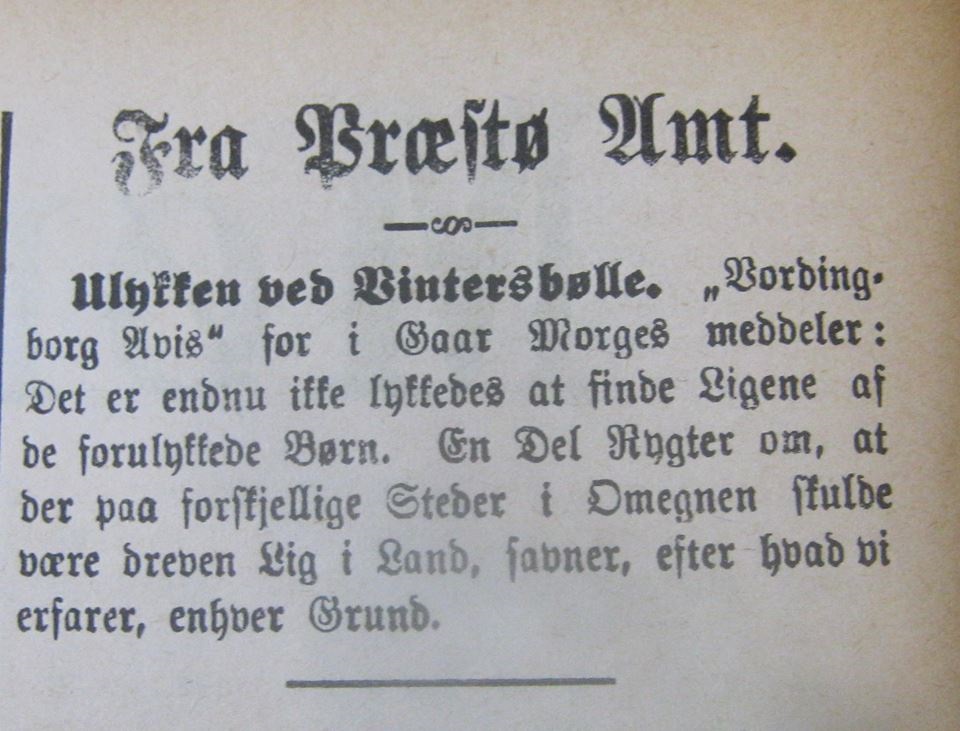 Fra Præstø Amt.
Ulykken ved Vintersbølle. „Vording-
borg Avis“ for i Gaar Morges meddeler:
Det er endnu ikke lykkedes at finde Ligene af
de forulykkede Børn. En Del Rygter om, at
der paa forskjellige Steder i Omegnen skulde
være dreven Lig i Land, savner, efter hvad vi
erfarer, enhver Grund.